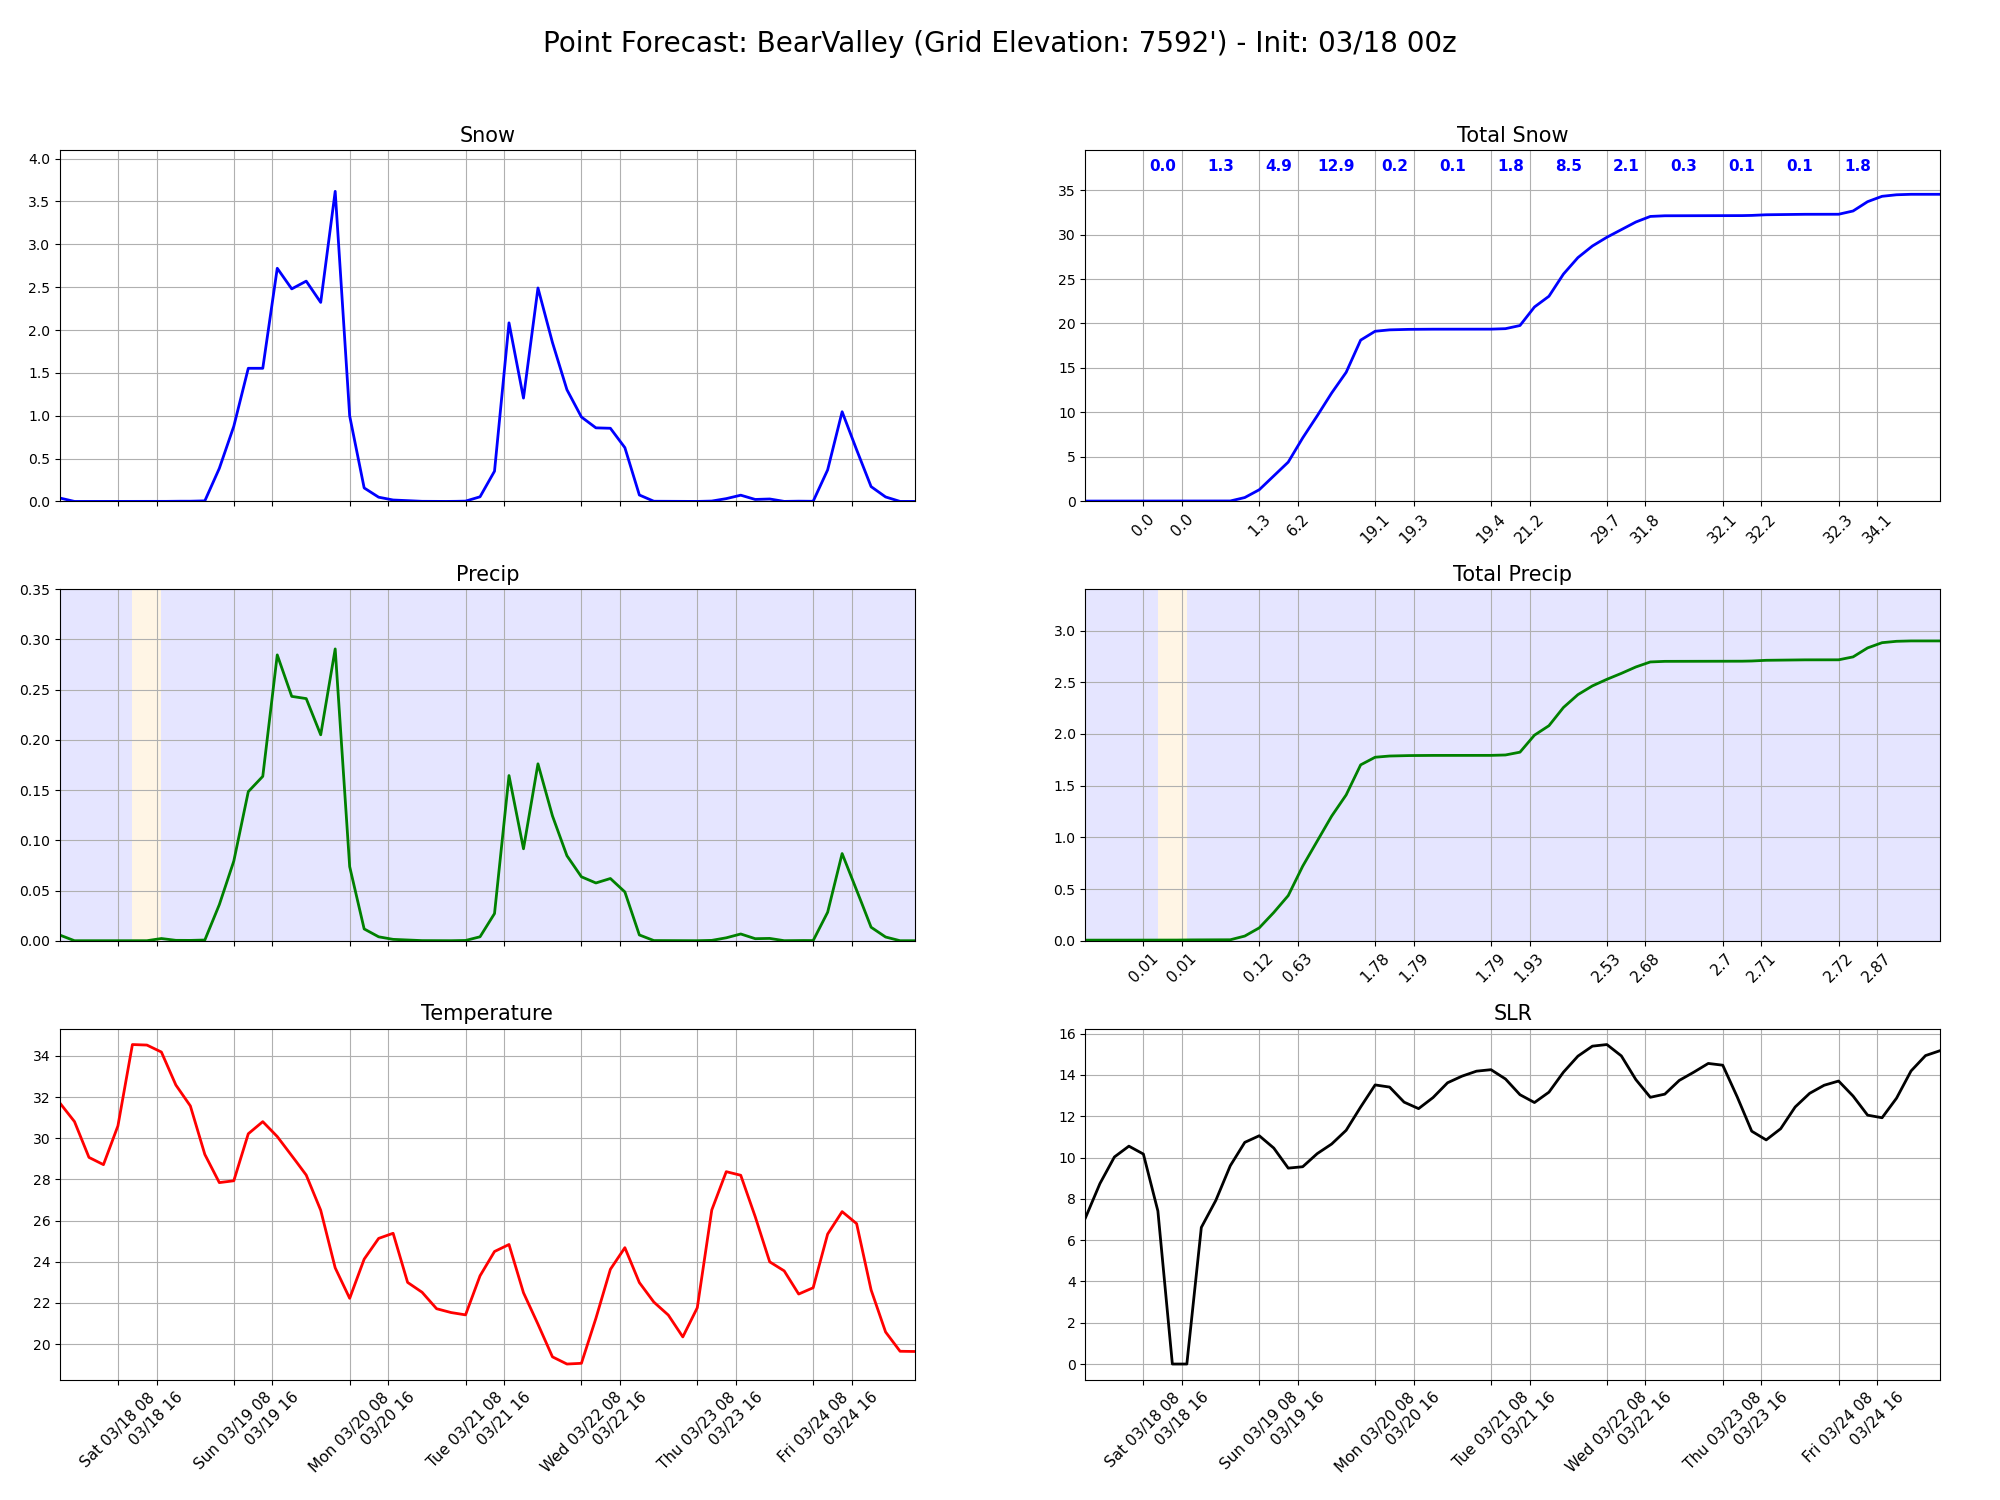 Point Forecast: BearValley (Grid Elevation: 7592') - Init: 03/18 00z
Snow
4.0
3.5
3.0
2.5
2.0
1.5
1.0
0.5
0.0
Total Snow
0.0 1.3 4.9 12.9 0.2 0.1 1.8 8.5 2.1 0.3 0.1 0.1 1.8
35
30
25
20
15
10
5
0
0.0 0.0 1.3 6.2 19.1 19.3 19.4 21.2 29.7 31.8 32.1 32.2 32.3 34.1
Precip
0.35
0.30
0.25
0.20
0.15
0.10
0.05
0.00
Total Precip
3.0
2.5
2.0
1.5
1.0
0.5
0.0
0.01 0.01 0.12 0.63 1.78 1.79 1.79 1.93 2.53 2.68 2.7 2.71 2.72 2.87
Temperature
34
32
30
28
26
24
22
20
Sat 03/18 08
03/18 16
Sun 03/19 08
03/19 16
Mon 03/20 08
03/20 16
Tue 03/21 08
03/21 16
Wed 03/22 08
03/22 16
Thu 03/23 08
03/23 16
Fri 03/24 08
03/24 16
SLR
16
14
12
10
8
6
4
2
0
Sat 03/18 08
03/18 16
Sun 03/19 08
03/19 16
Mon 03/20 08
03/20 16
Tue 03/21 08
03/21 16
Wed 03/22 08
03/22 16
Thu 03/23 08
03/23 16
Fri 03/24 08
03/24 16